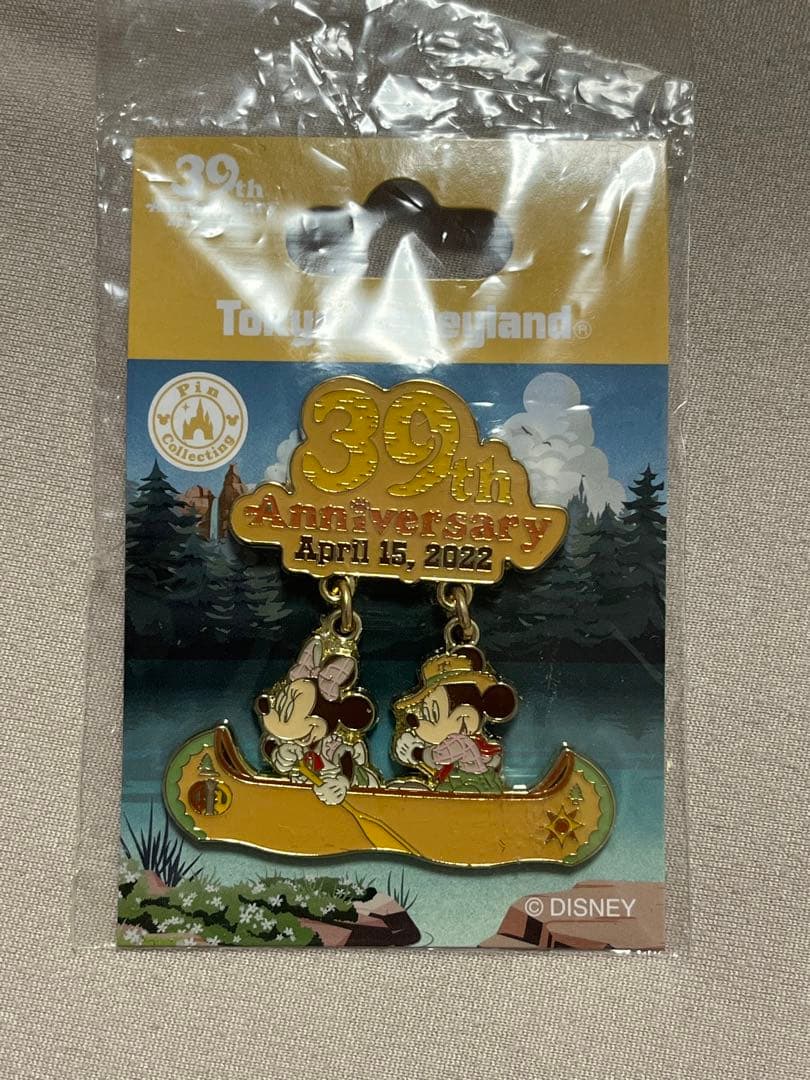 39th
Tokyo Disneyland®
Pin
Collecting
39th
Anniversary
April 15, 2022
© DISNEY